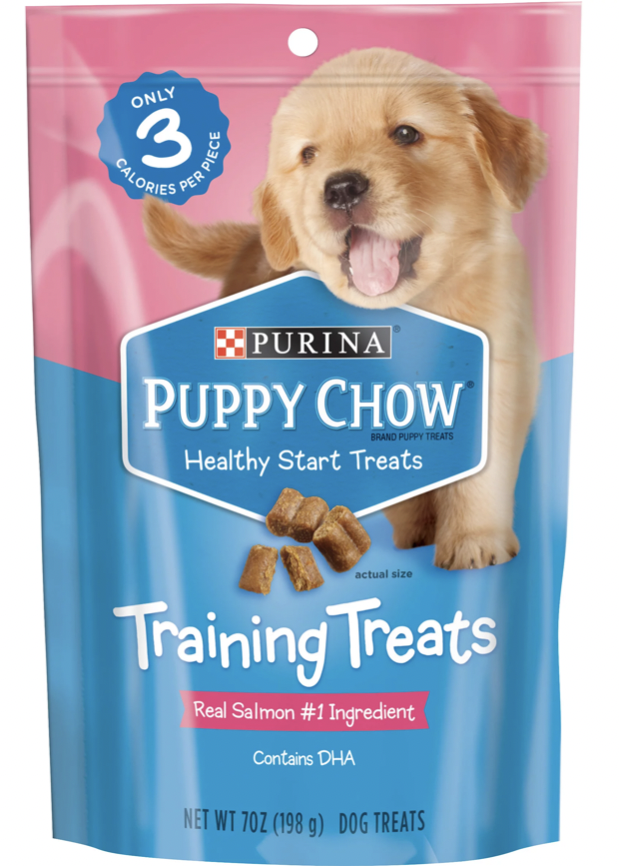 ONLY
3
CALORIES PER PIECE
PURINA®
PUPPY CHOW®
BRAND PUPPY TREATS
Healthy Start Treats
actual size
Training Treats
Real Salmon #1 Ingredient
Contains DHA
NET WT 7OZ (198 g) DOG TREATS